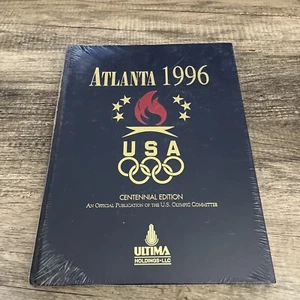 ATLANTA 1996
USA
CENTENNIAL EDITION
AN OFFICIAL PUBLICATION OF THE U.S. OLYMPIC COMMITTEE
ULTIMA
HOLDINGS-LLC